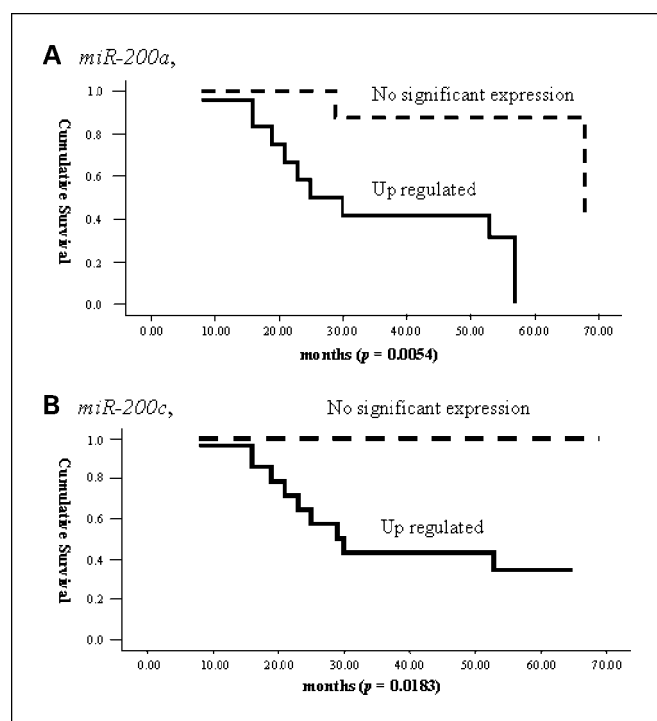 A miR-200a,
No significant expression
Up regulated
Cumulative Survival
1.0
0.8
0.6
0.4
0.2
0.0
0.00 10.00 20.00 30.00 40.00 50.00 60.00 70.00
months (p = 0.0054)
B miR-200c,
No significant expression
Up regulated
Cumulative Survival
1.0
0.8
0.6
0.4
0.2
0.0
0.00 10.00 20.00 30.00 40.00 50.00 60.00 70.00
months (p = 0.0183)